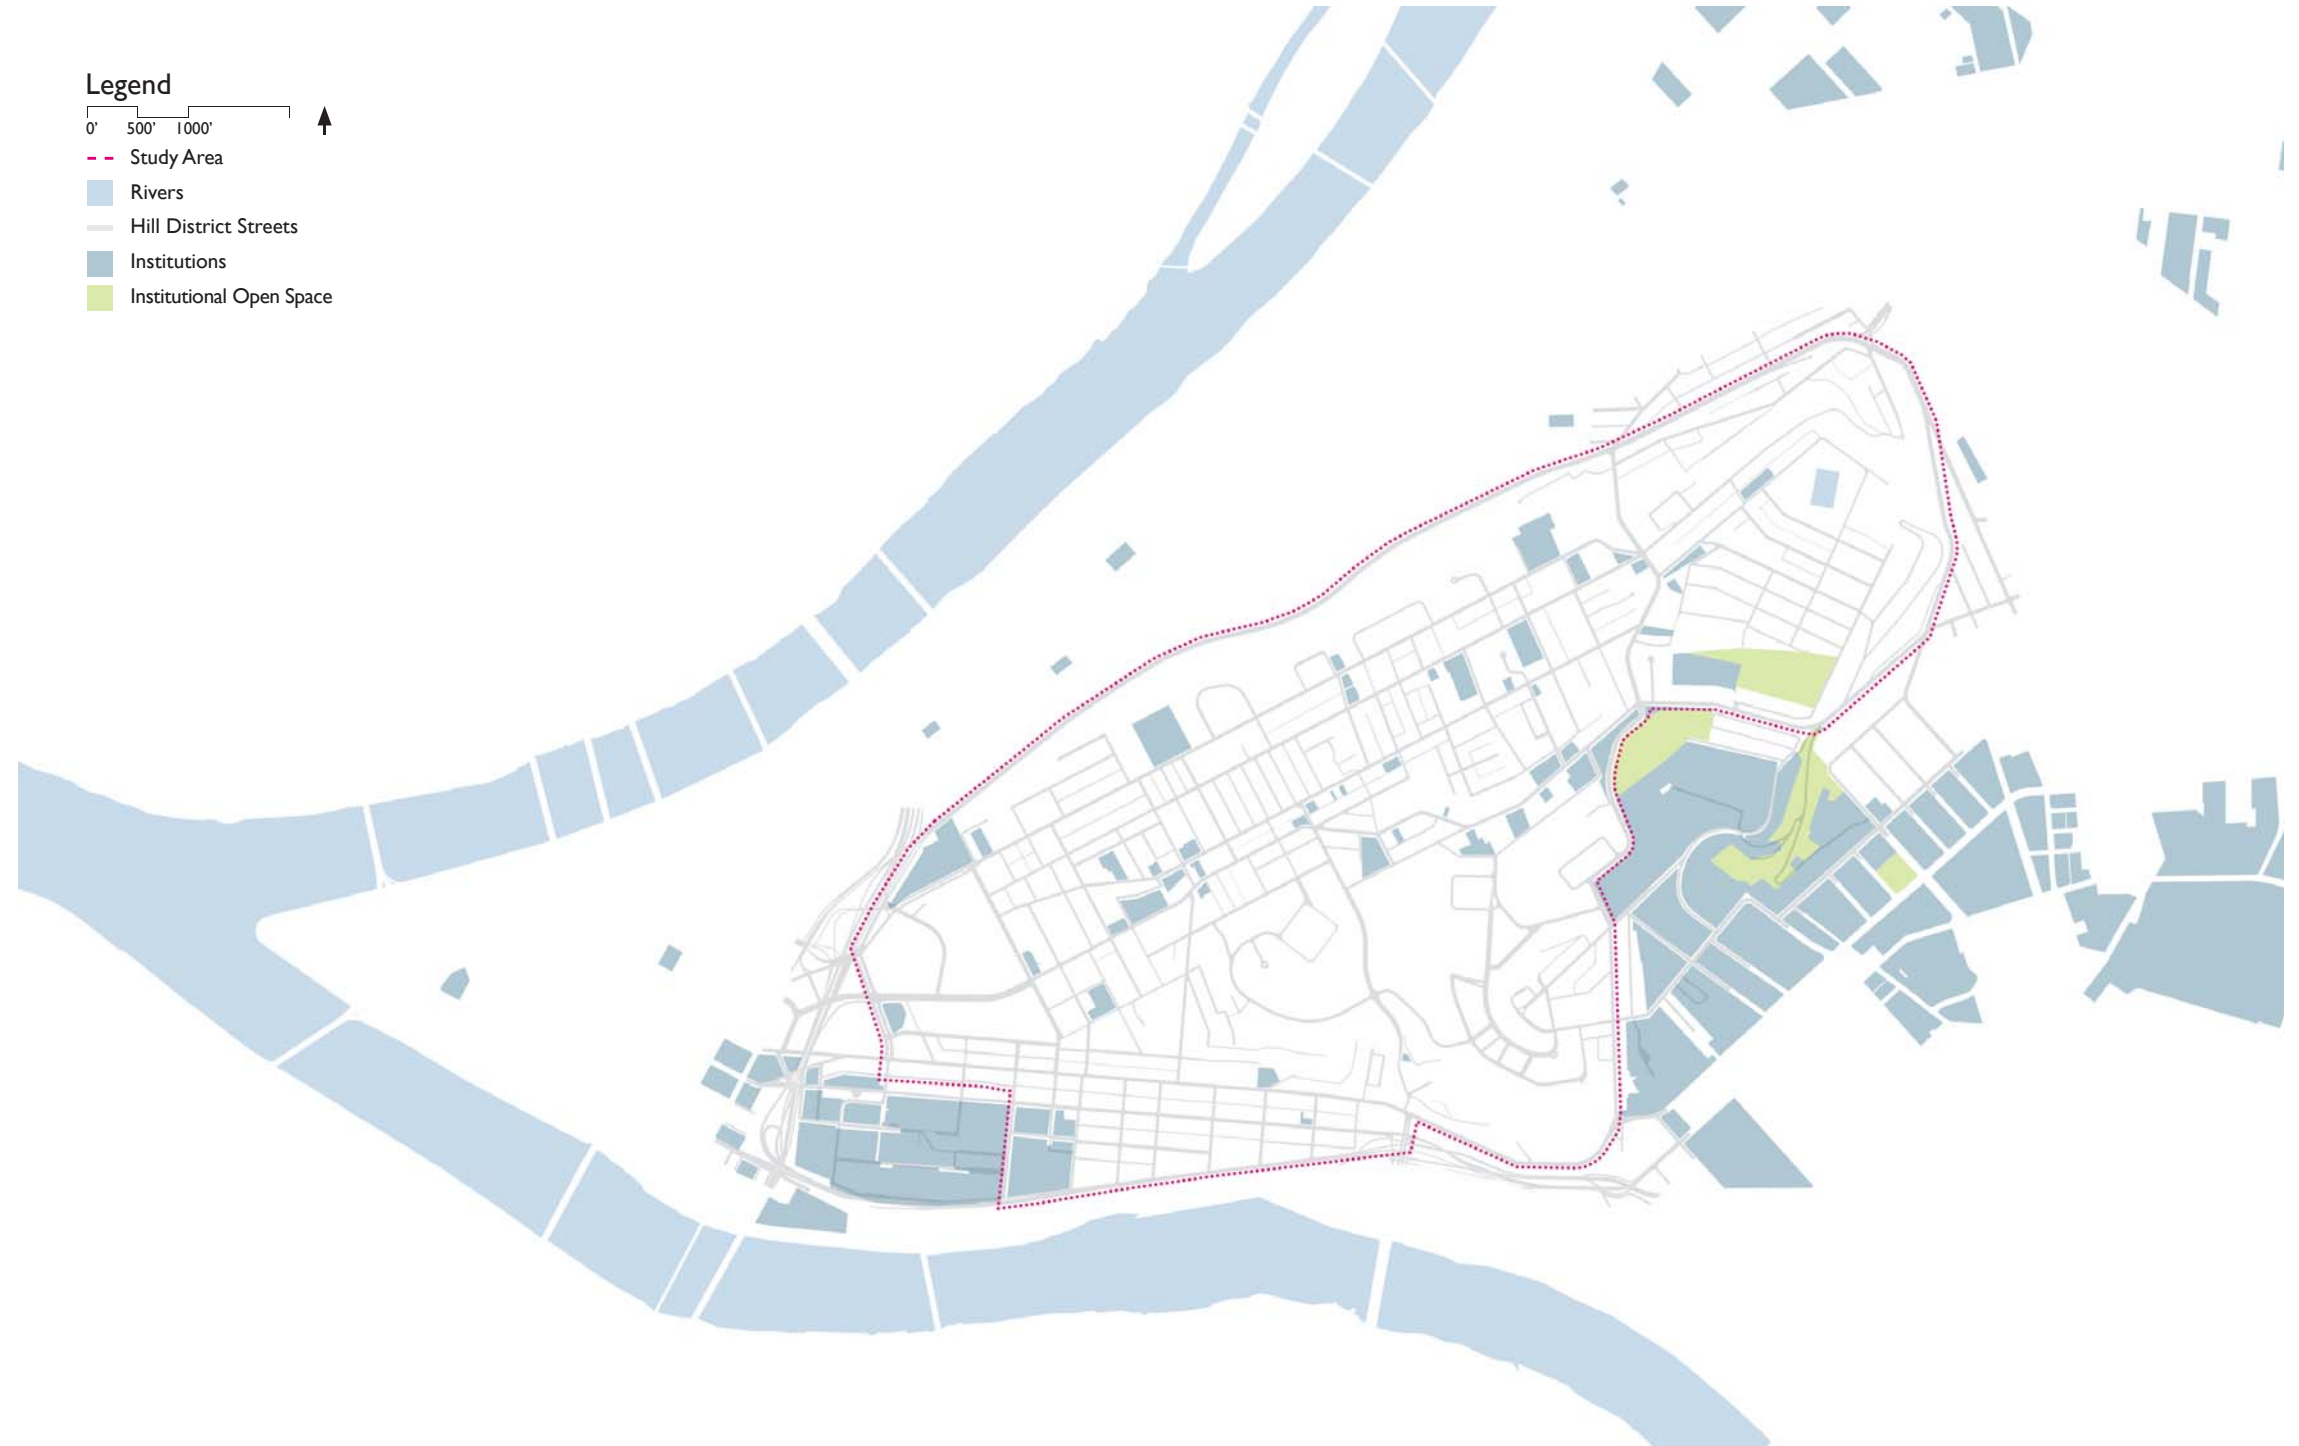 Legend
0' 500' 1000'
Study Area
Rivers
Hill District Streets
Institutions
Institutional Open Space